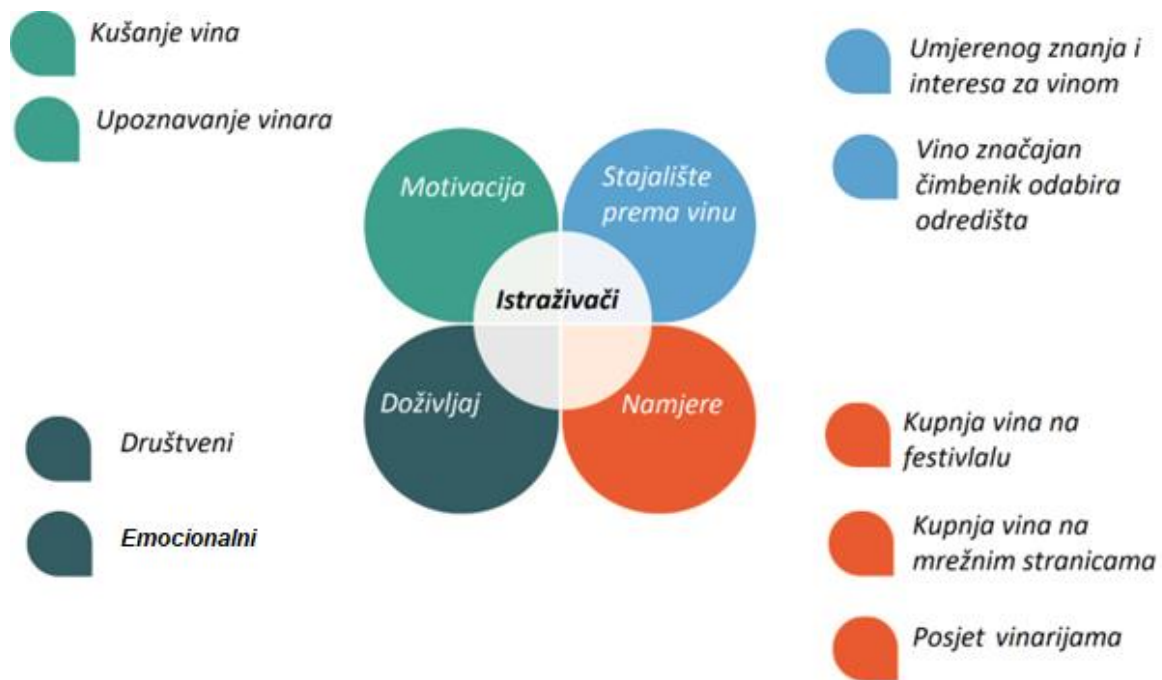 Kušanje vina
Upoznavanje vinara
Umjerenog znanja i
interesa za vinom
Vino značajan
čimbenik odabira
odredišta
Motivacija
Stajalište
prema vinu
Istraživači
Doživljaj
Namjere
Društveni
Emocionalni
Kupnja vina na
festivlalu
Kupnja vina na
mrežnim stranicama
Posjet vinarijama